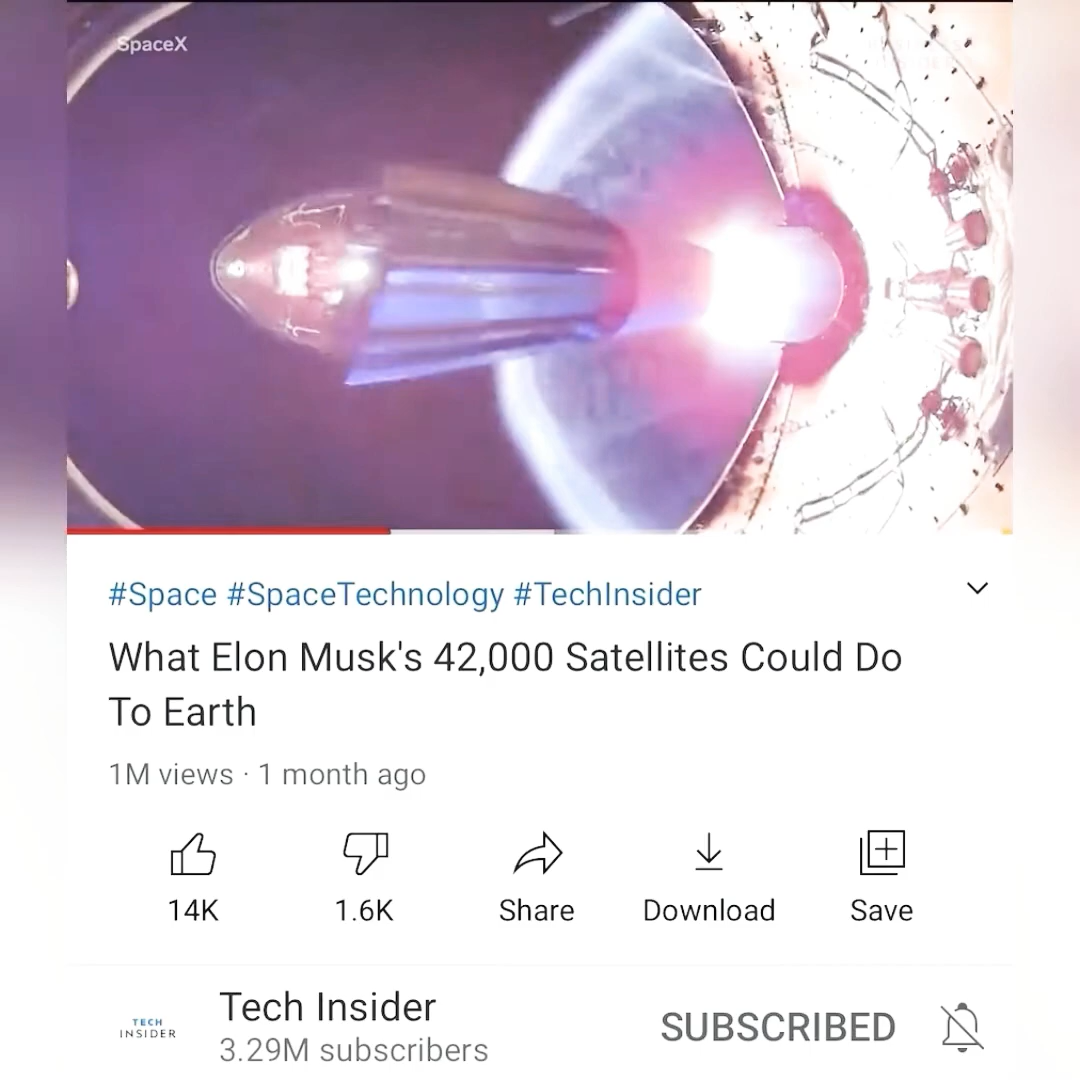 SpaceX
#Space #SpaceTechnology #TechInsider
What Elon Musk's 42,000 Satellites Could Do
To Earth
1M views · 1 month ago
14K
1.6K
Share
Download
Save
TECH
INSIDER
Tech Insider
3.29M subscribers
SUBSCRIBED